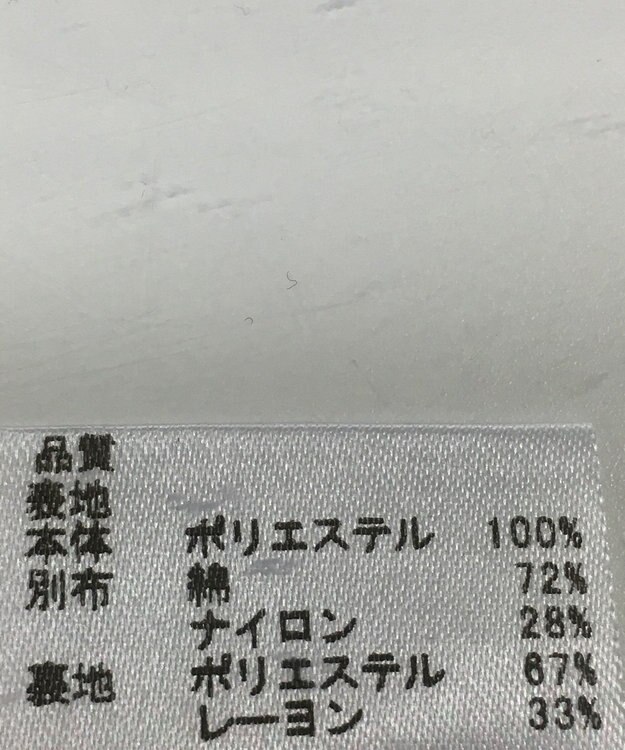 品質
表地
本体 ポリエステル 100%
別布 綿 72%
ナイロン 28%
裏地 ポリエステル 67%
レーヨン 33%